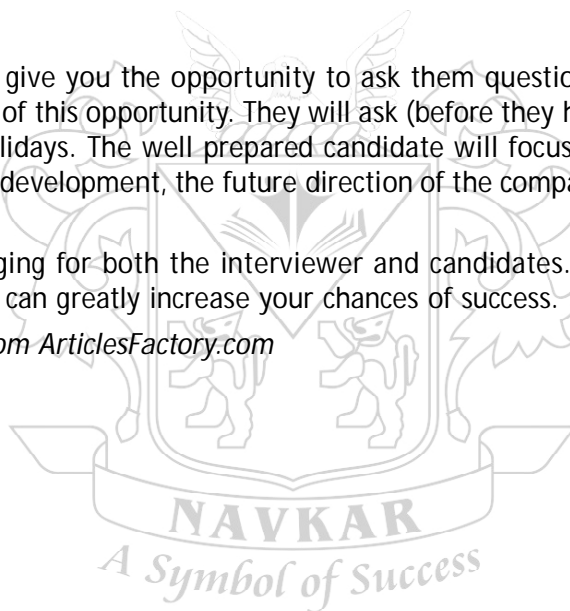 give you the opportunity to ask them questio
of this opportunity. They will ask (before they h
lidays. The well prepared candidate will focus
development, the future direction of the compa
ging for both the interviewer and candidates.
can greatly increase your chances of success.
om ArticlesFactory.com
NAVKAR
A Symbol of Success